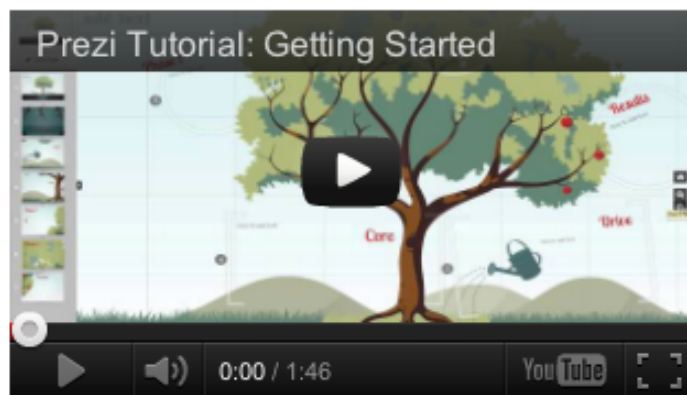 Prezi Tutorial: Getting Started
Results
Core
Drive
0:00 / 1:46
YouTube